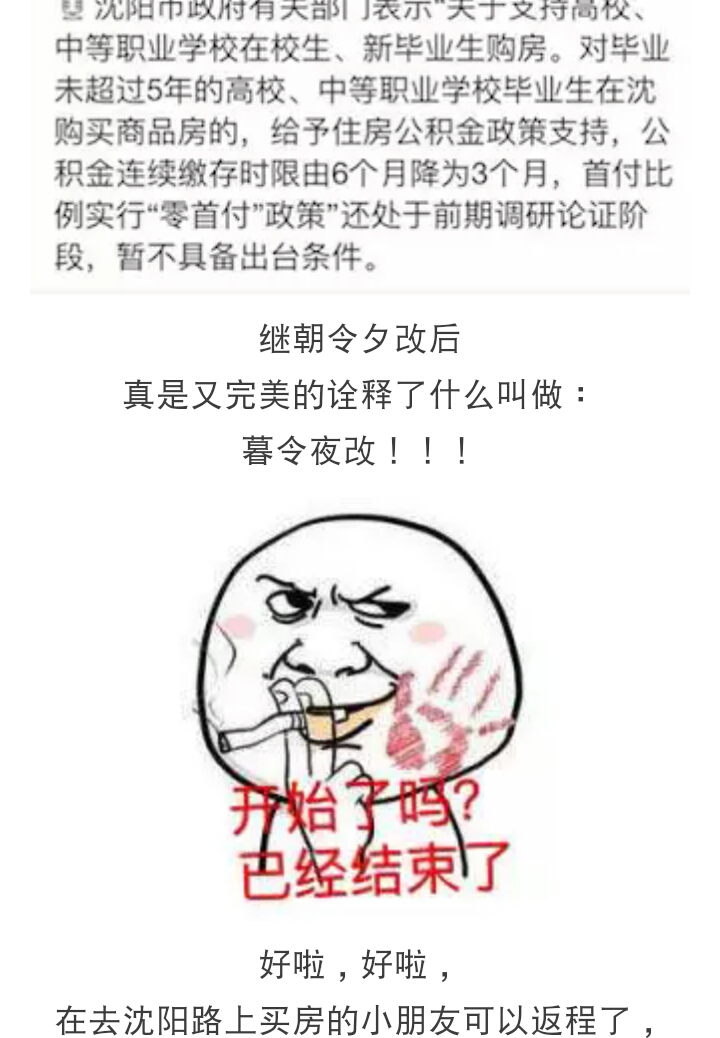 沈阳市政府有关部门表示“关于支持高校、
中等职业学校在校生、新毕业生购房。对毕业
未超过5年的高校、中等职业学校毕业生在沈
购买商品房的，给予住房公积金政策支持，公
积金连续缴存时限由6个月降为3个月，首付比
例实行“零首付”政策”还处于前期调研论证阶
段，暂不具备出台条件。
继朝令夕改后
真是又完美的诠释了什么叫做：
暮令夜改！！！
开始了吗?
已经结束了
好啦，好啦，
在去沈阳路上买房的小朋友可以返程了，